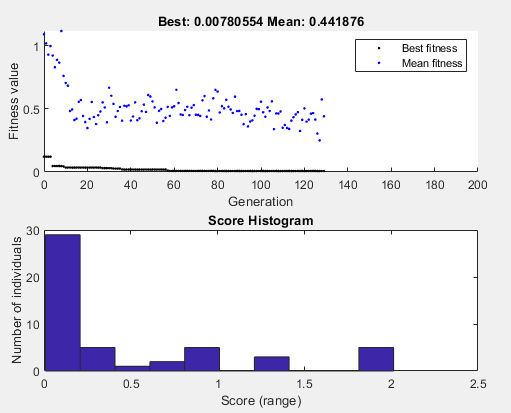 Best: 0.00780554 Mean: 0.441876
1
0.5
0
Fitness value
Best fitness
Mean fitness
0 20 40 60 80 100 120 140 160 180 200
Generation
Score Histogram
30
20
10
0
Number of individuals
0 0.5 1 1.5 2 2.5
Score (range)